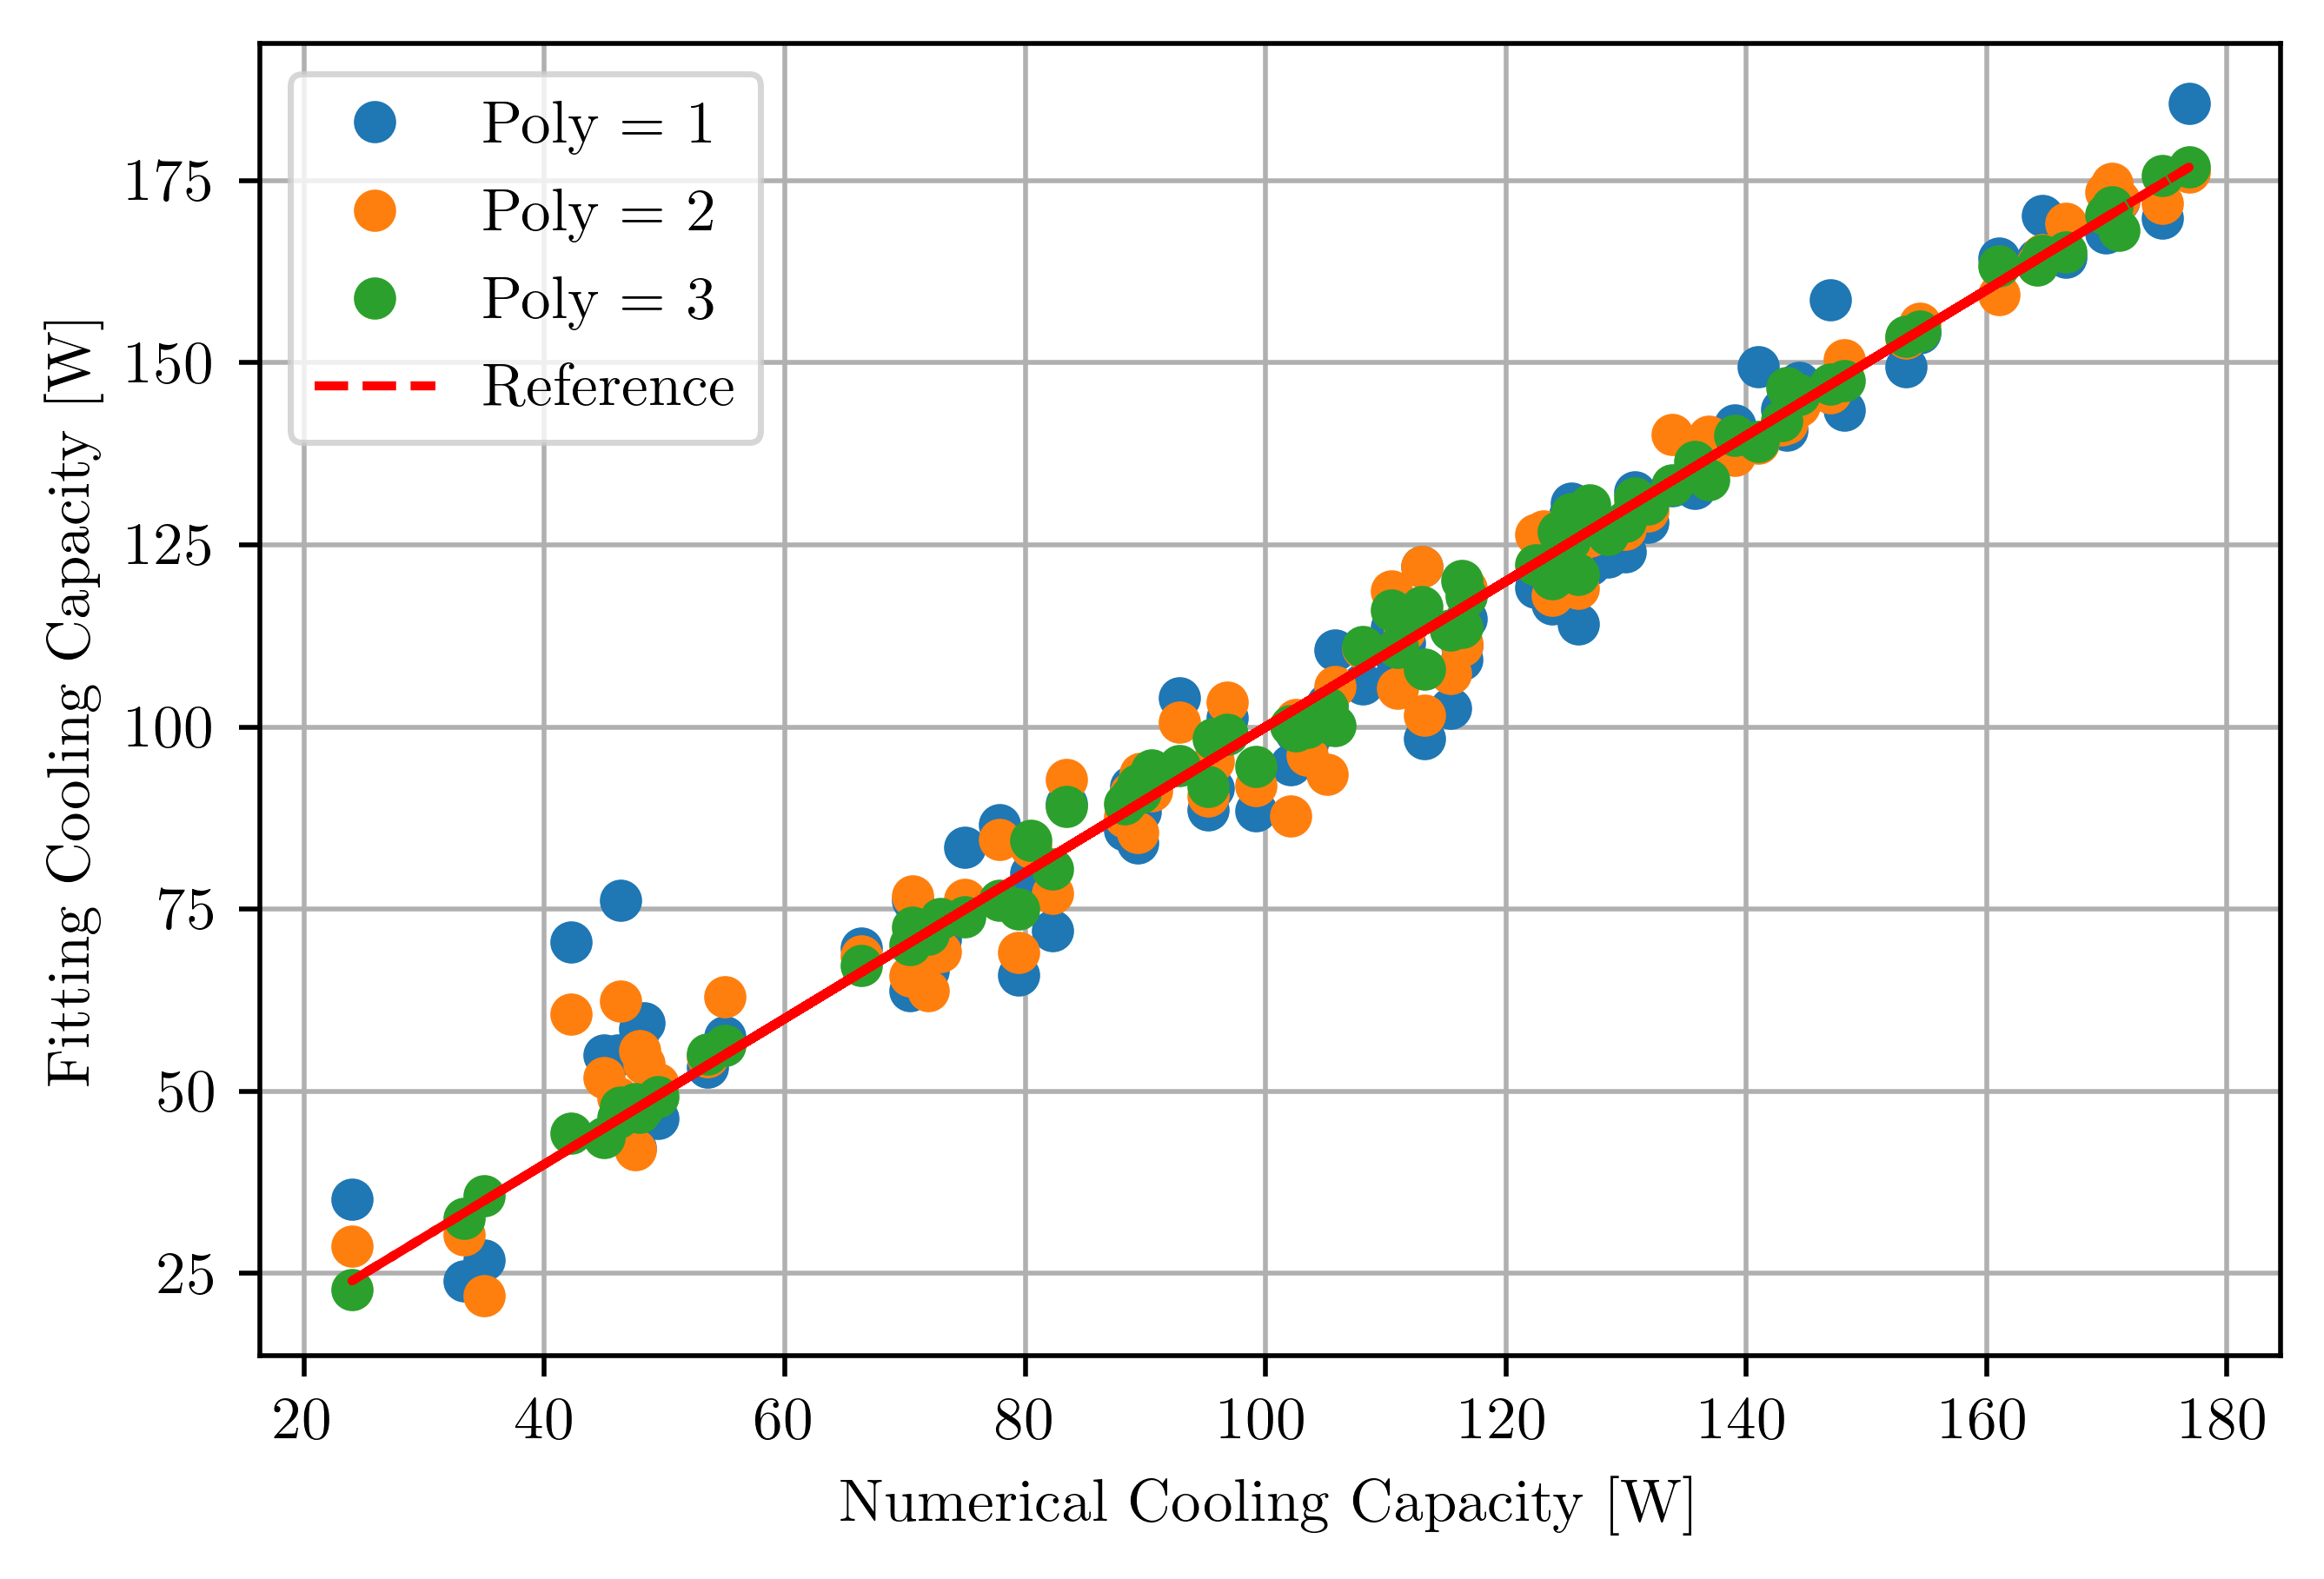 Poly = 1
Poly = 2
Poly = 3
Reference
Fitting Cooling Capacity [W]
175
150
125
100
75
50
25
20 40 60 80 100 120 140 160 180
Numerical Cooling Capacity [W]